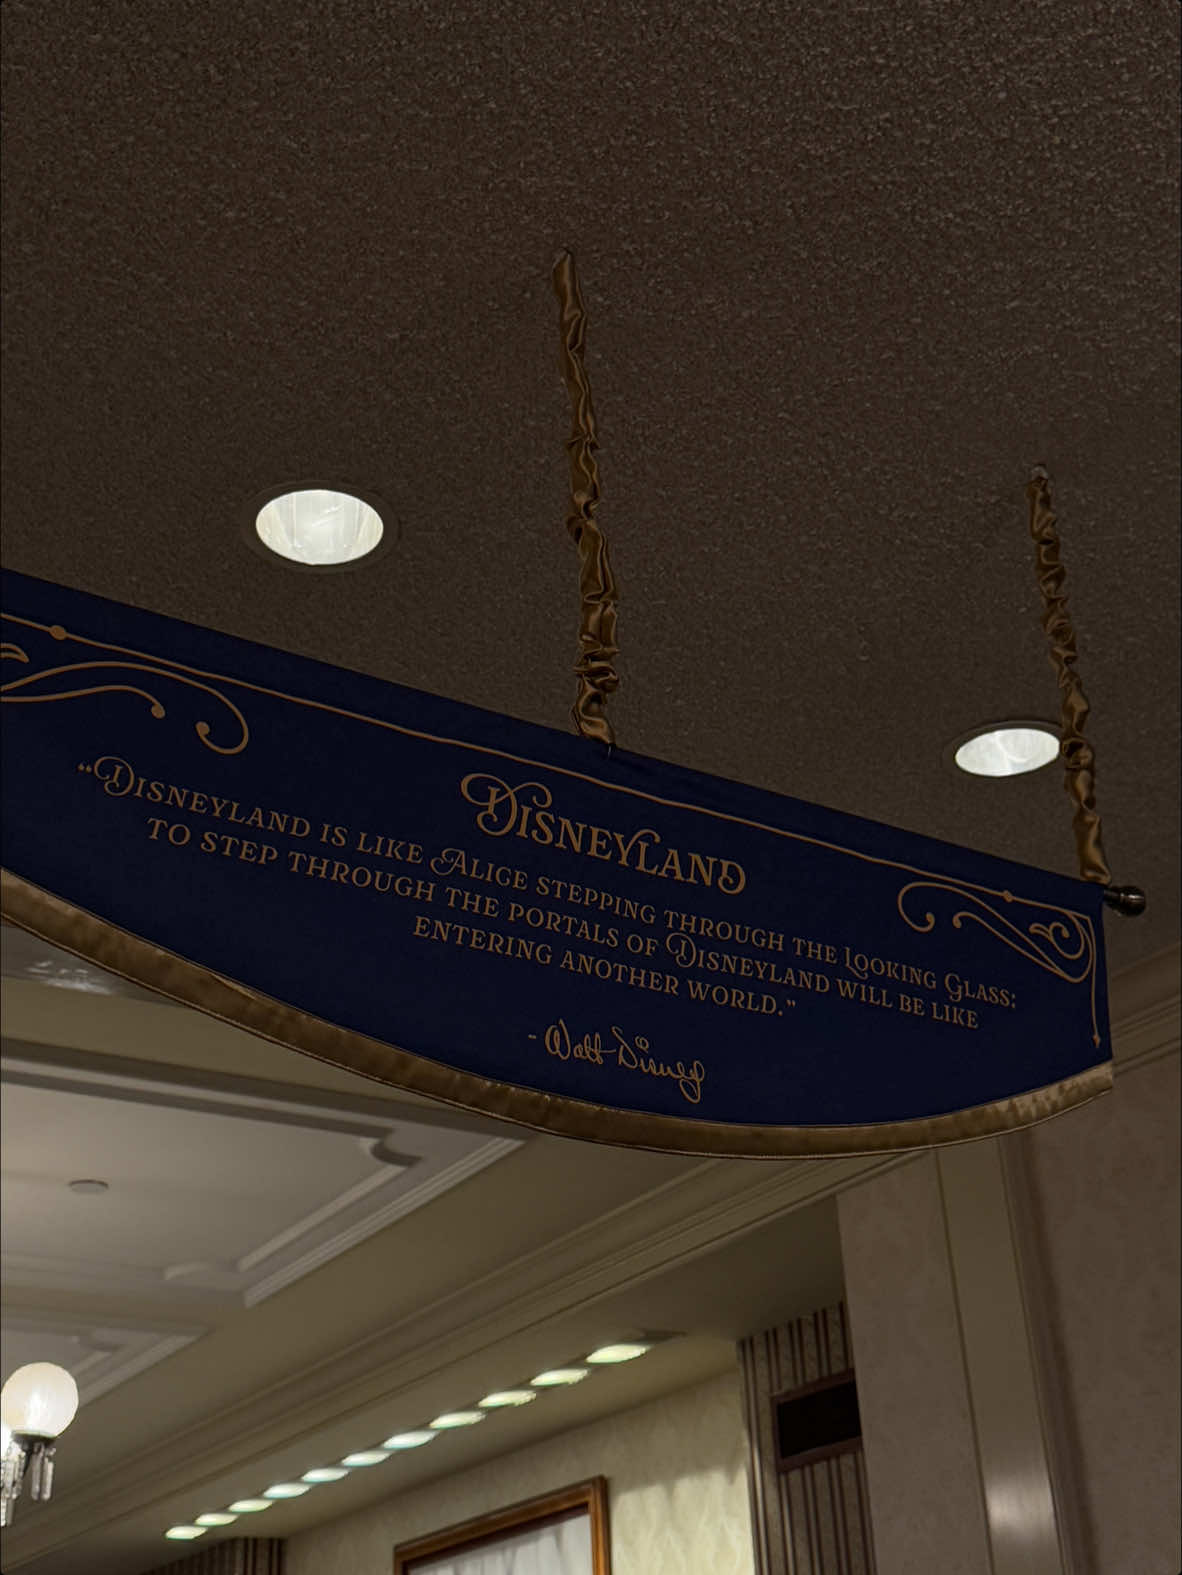 Disneyland
“Disneyland is like Alice stepping through the Looking Glass:
to step through the portals of Disneyland will be like
entering another world.”
- Walt Disney